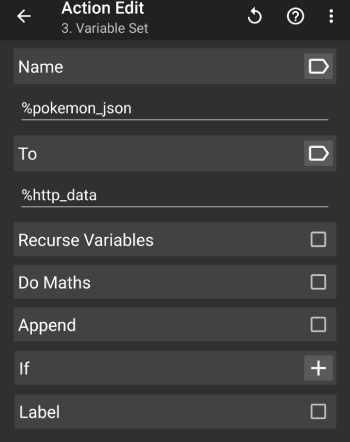 Action Edit
3. Variable Set
Name
%pokemon_json
To
%http_data
Recurse Variables
Do Maths
Append
If
Label